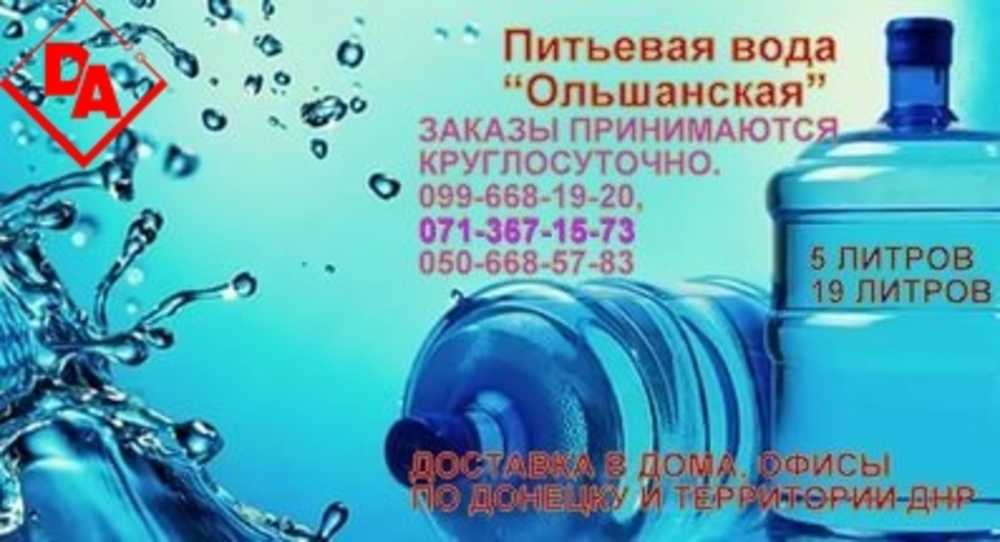 DA
Питьевая вода
“Ольшанская”
ЗАКАЗЫ ПРИНИМАЮТСЯ
КРУГЛОСУТОЧНО.
099-668-19-20,
071-367-15-73
050-668-57-83
5 ЛИТРОВ
19 ЛИТРОВ
ДОСТАВКА В ДОМА. ОФИСЫ
ПО ДОНЕЦКУ И ТЕРРИТОРИИ ДНР